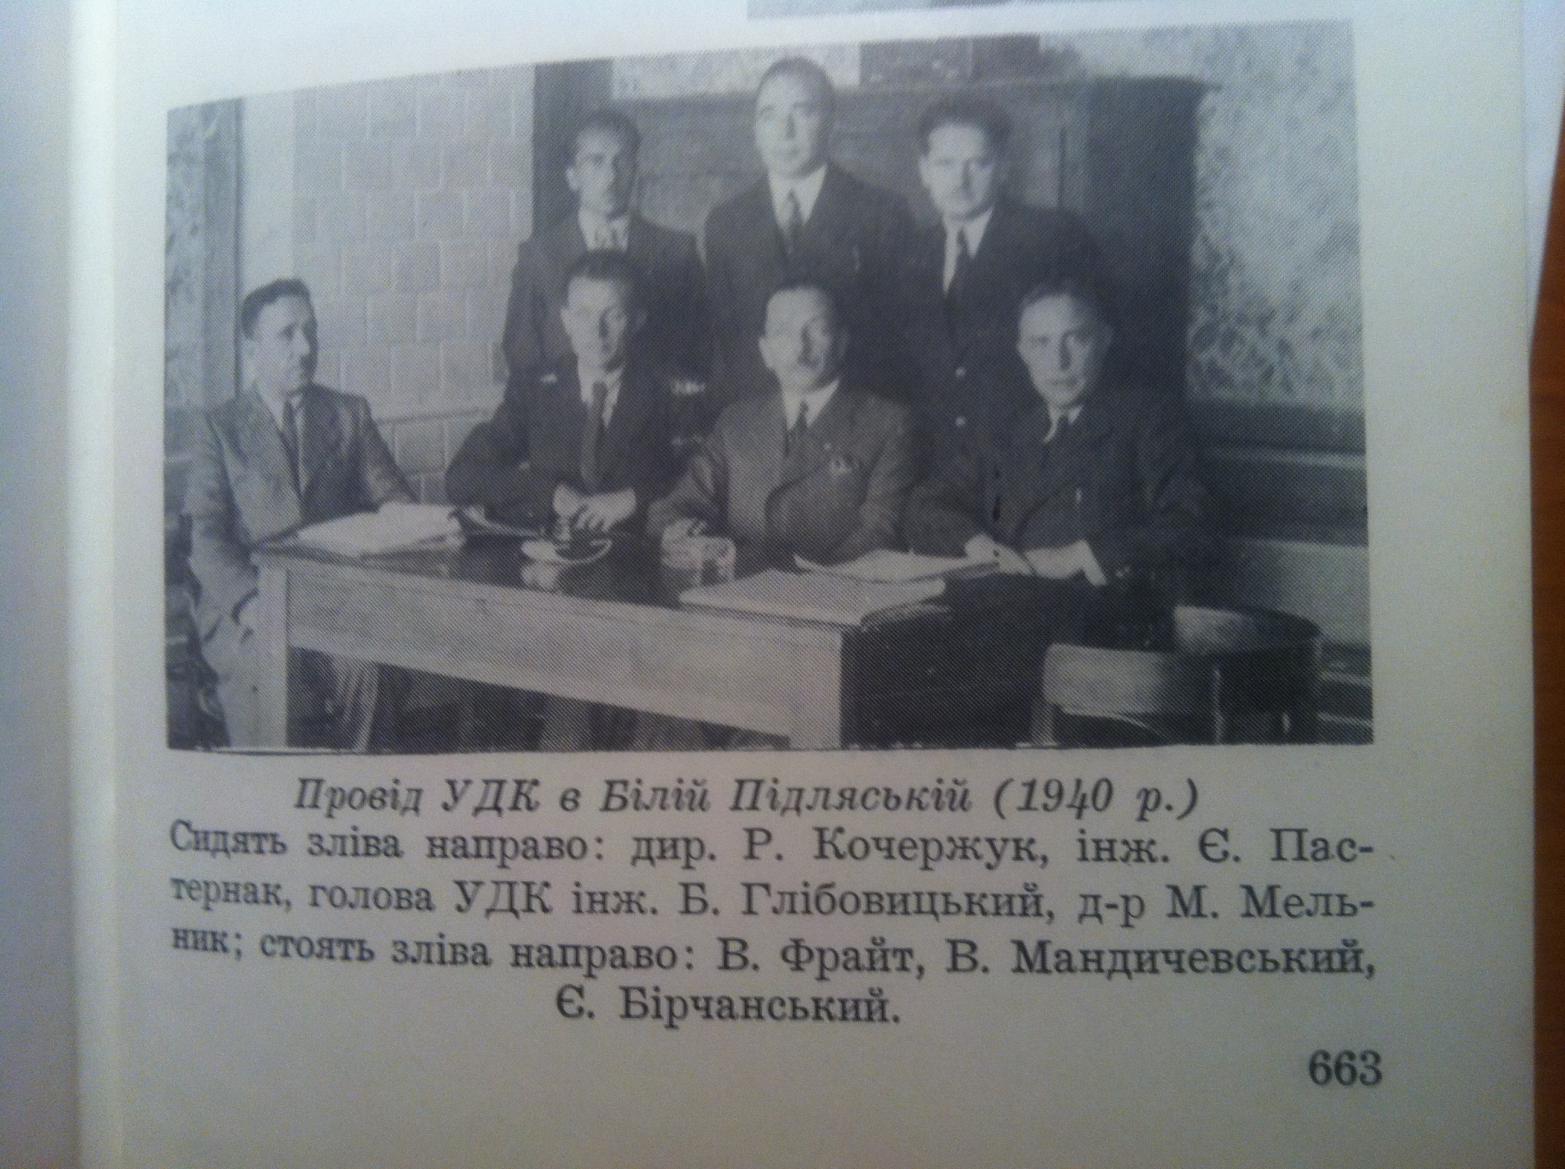 Провід УДК в Білій Підляській (1940 р.)
Сидять зліва направо: дир. Р. Кочержук, інж. Є. Пас-
тернак, голова УДК інж. Б. Глібовицький, д-р М. Мель-
ник; стоять зліва направо: В. Фрайт, В. Мандичевський,
Є. Бірчанський.
663